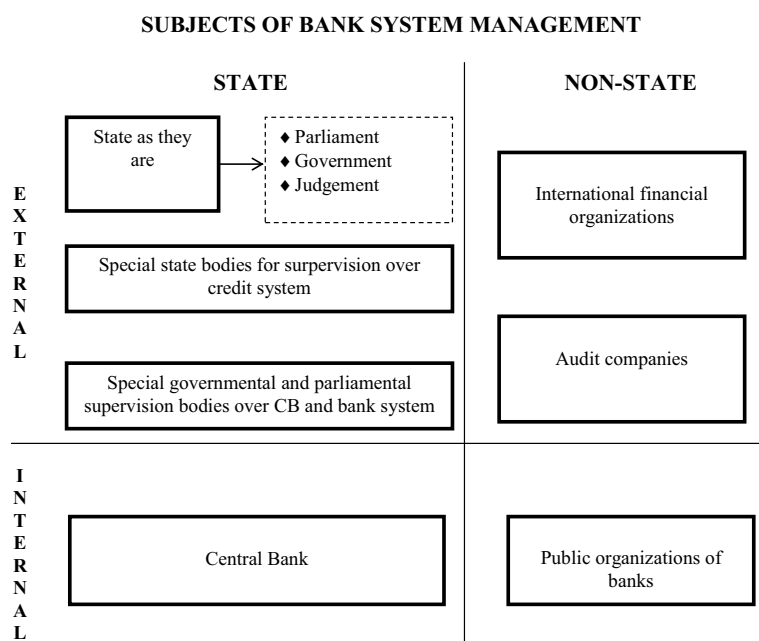 SUBJECTS OF BANK SYSTEM MANAGEMENT
STATE
NON-STATE
EXTERNAL
State as they
are
♦ Parliament
♦ Government
♦ Judgement
International financial
organizations
Special state bodies for surpervision over
credit system
Audit companies
Special governmental and parliamental
supervision bodies over CB and bank system
INTERNAL
Central Bank
Public organizations of
banks